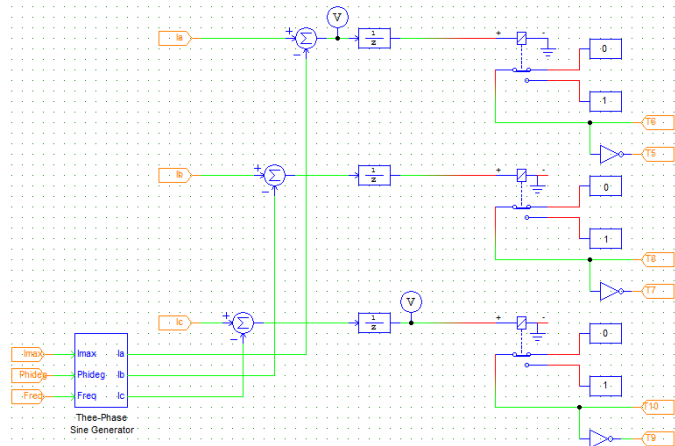 V
Ia
+
Σ
−
1
z
+
-
0
1
T6
T5
Ib
+
Σ
−
1
z
+
-
0
1
T8
T7
V
Ic
+
Σ
−
1
z
+
-
0
1
T10
T9
Imax
Imax
Ia
Phideg
Phideg
Ib
Freq
Freq
Ic
Thee-Phase
Sine Generator